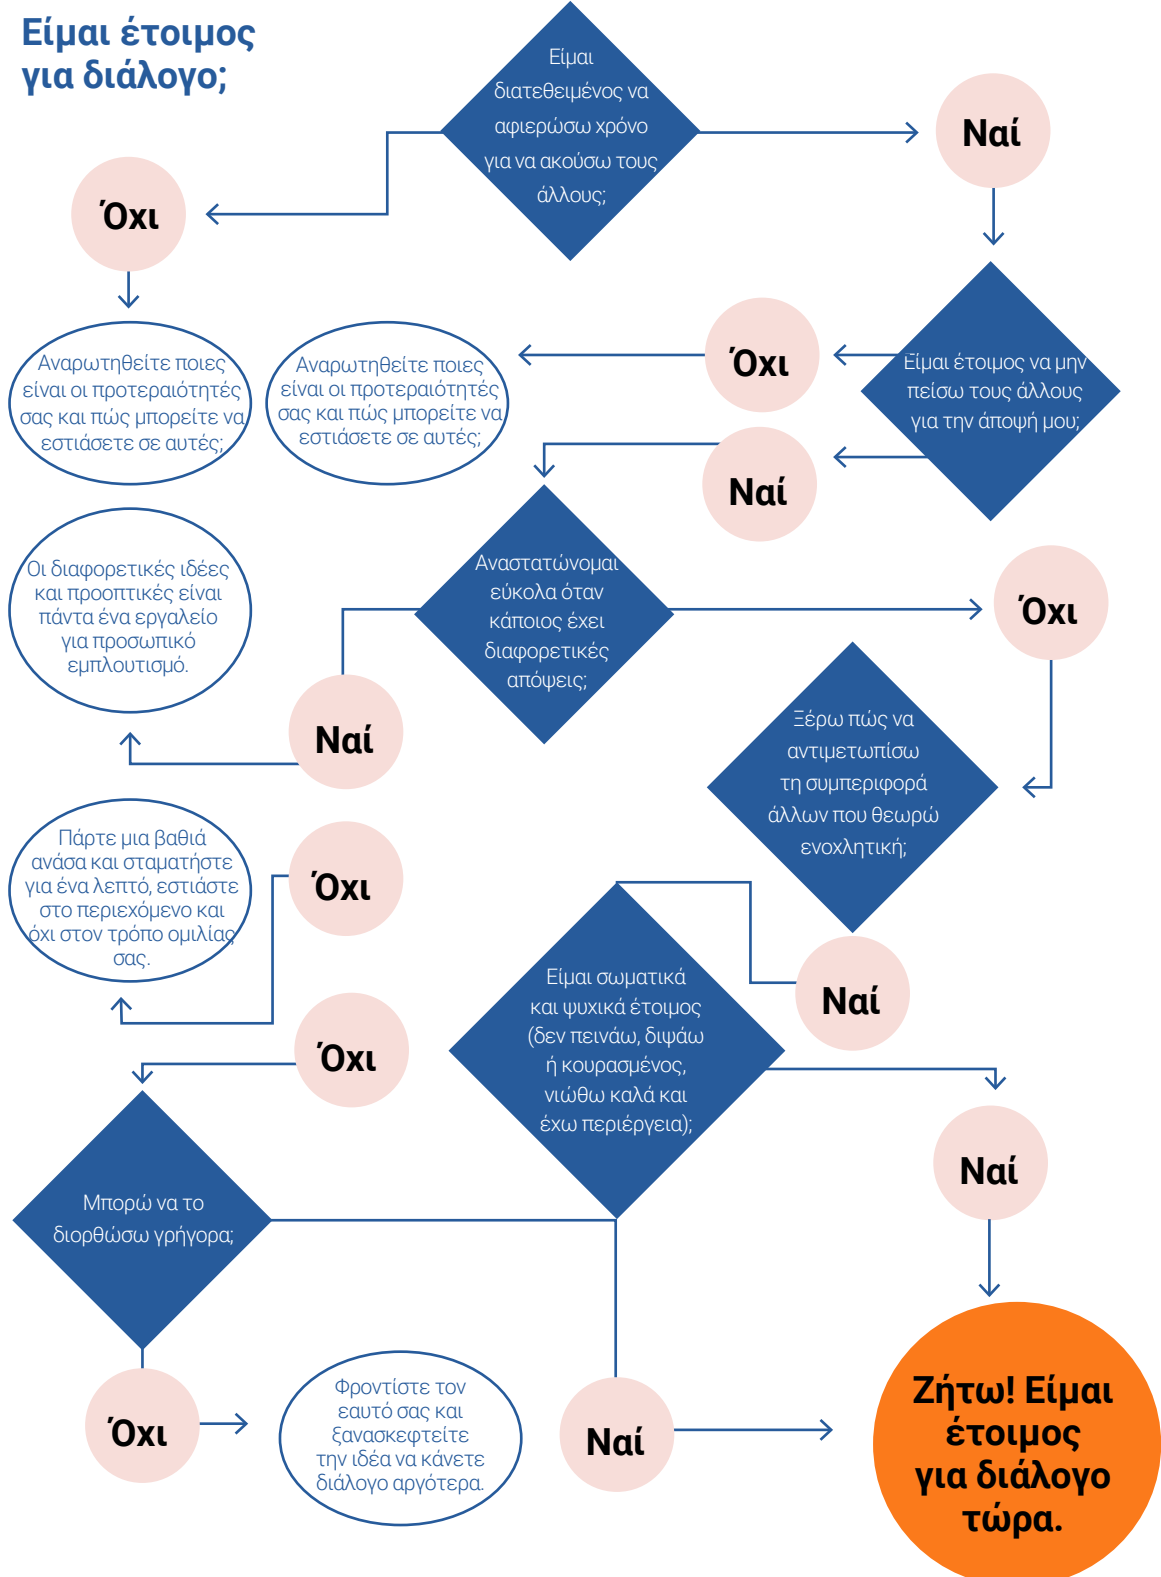 Είμαι έτοιμος
για διάλογο;
Είμαι
διατεθειμένος να
αφιερώσω χρόνο
για να ακούσω τους
άλλους;
Ναί
Όχι
Αναρωτηθείτε ποιες
είναι οι προτεραιότητές
σας και πώς μπορείτε να
εστιάσετε σε αυτές;
Αναρωτηθείτε ποιες
είναι οι προτεραιότητές
σας και πώς μπορείτε να
εστιάσετε σε αυτές;
Όχι
Είμαι έτοιμος να μην
πείσω τους άλλους
για την άποψή μου;
Ναί
Οι διαφορετικές ιδέες
και προοπτικές είναι
πάντα ένα εργαλείο
για προσωπικό
εμπλουτισμό.
Αναστατώνομαι
εύκολα όταν
κάποιος έχει
διαφορετικές
απόψεις;
Όχι
Ναί
Ξέρω πώς να
αντιμετωπίσω
τη συμπεριφορά
άλλων που θεωρώ
ενοχλητική;
Πάρτε μια βαθιά
ανάσα και σταματήστε
για ένα λεπτό, εστιάστε
στο περιεχόμενο και
όχι στον τρόπο ομιλίας
σας.
Όχι
Ναί
Είμαι σωματικά
και ψυχικά έτοιμος
(δεν πεινάω, διψάω
ή κουρασμένος,
νιώθω καλά και
έχω περιέργεια);
Όχι
Ναί
Μπορώ να το
διορθώσω γρήγορα;
Όχι
Φροντίστε τον
εαυτό σας και
ξανασκεφτείτε
την ιδέα να κάνετε
διάλογο αργότερα.
Ναί
Ζήτω! Είμαι
έτοιμος
για διάλογο
τώρα.